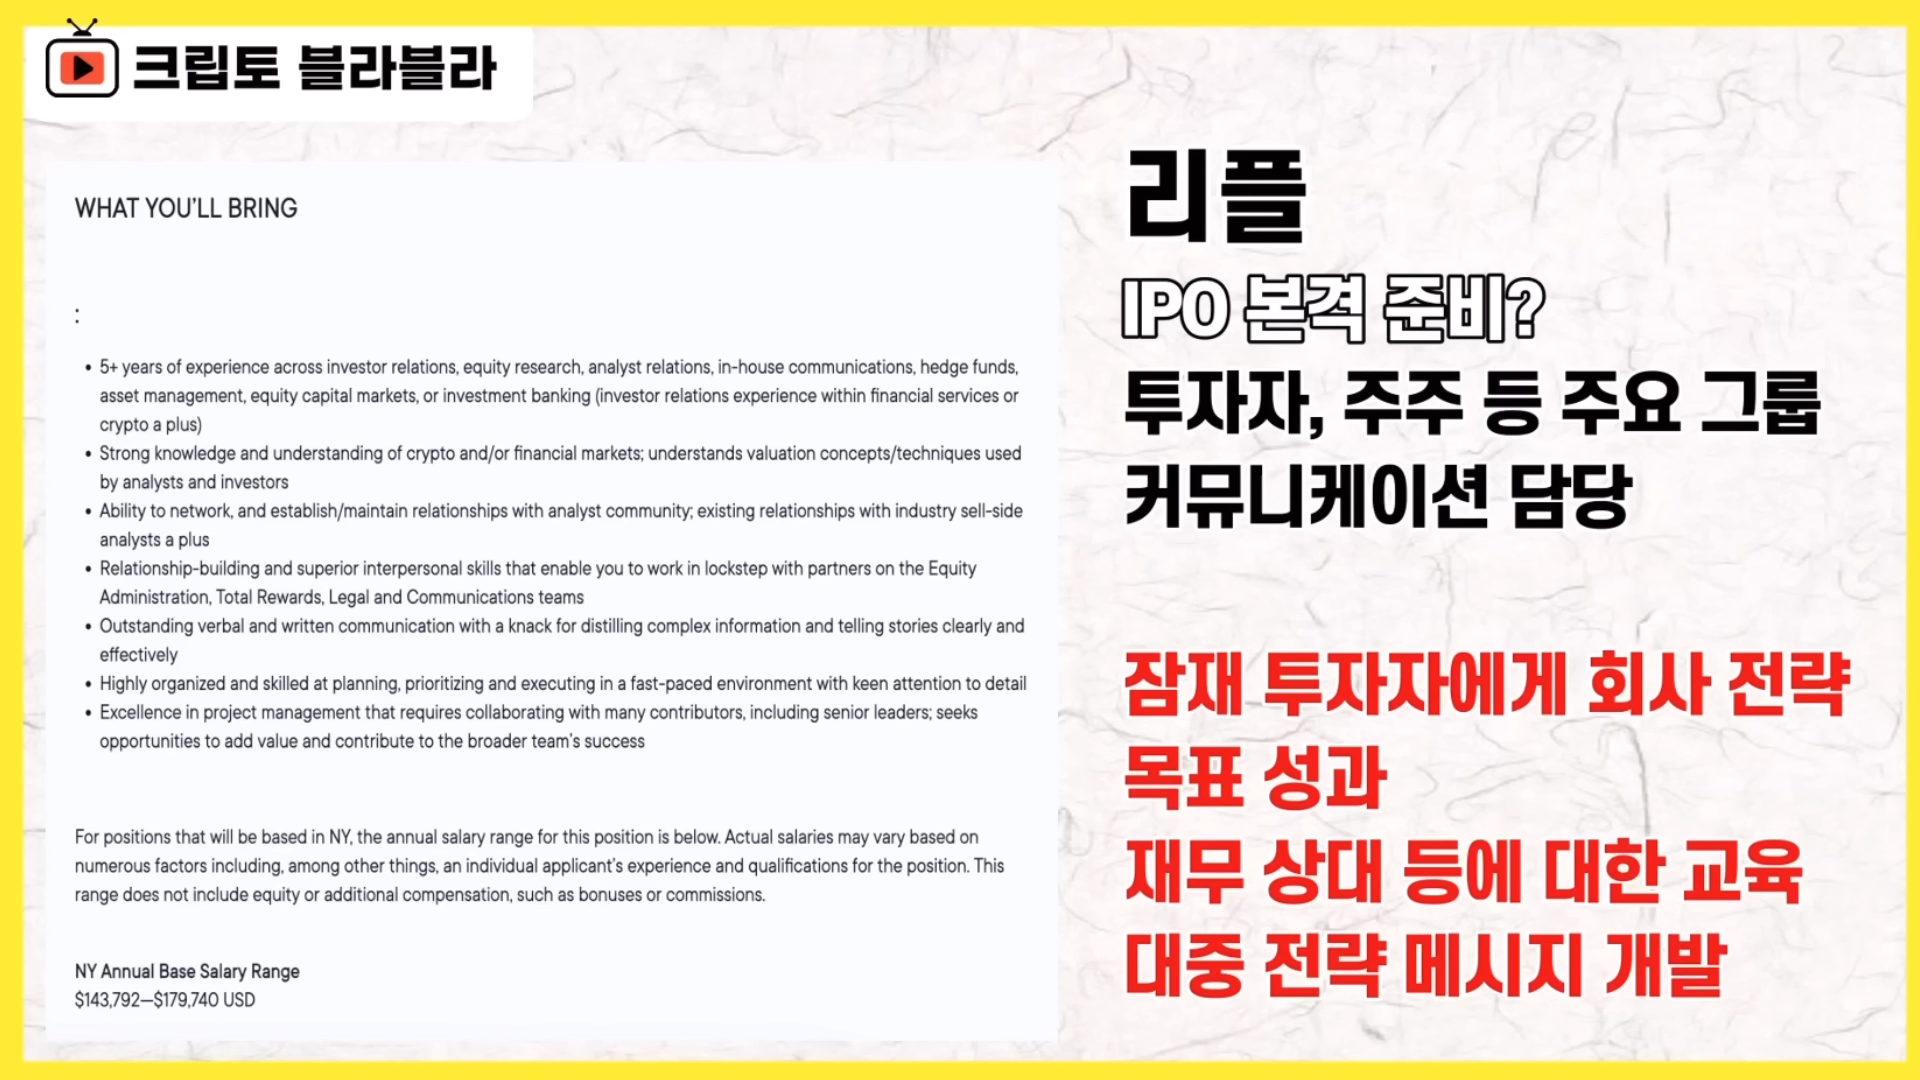 크립토 블라블라
WHAT YOU'LL BRING
:
• 5+ years of experience across investor relations, equity research, analyst relations, in-house communications, hedge funds,
asset management, equity capital markets, or investment banking (investor relations experience within financial services or
crypto a plus)
• Strong knowledge and understanding of crypto and/or financial markets; understands valuation concepts/techniques used
by analysts and investors
• Ability to network, and establish/maintain relationships with analyst community; existing relationships with industry sell-side
analysts a plus
• Relationship-building and superior interpersonal skills that enable you to work in lockstep with partners on the Equity
Administration, Total Rewards, Legal and Communications teams
• Outstanding verbal and written communication with a knack for distilling complex information and telling stories clearly and
effectively
• Highly organized and skilled at planning, prioritizing and executing in a fast-paced environment with keen attention to detail
• Excellence in project management that requires collaborating with many contributors, including senior leaders; seeks
opportunities to add value and contribute to the broader team's success
For positions that will be based in NY, the annual salary range for this position is below. Actual salaries may vary based on
numerous factors including, among other things, an individual applicant's experience and qualifications for the position. This
range does not include equity or additional compensation, such as bonuses or commissions.
NY Annual Base Salary Range
$143,792—$179,740 USD
리플
IPO 본격 준비?
투자자, 주주 등 주요 그룹
커뮤니케이션 담당
잠재 투자자에게 회사 전략
목표 성과
재무 상대 등에 대한 교육
대중 전략 메시지 개발